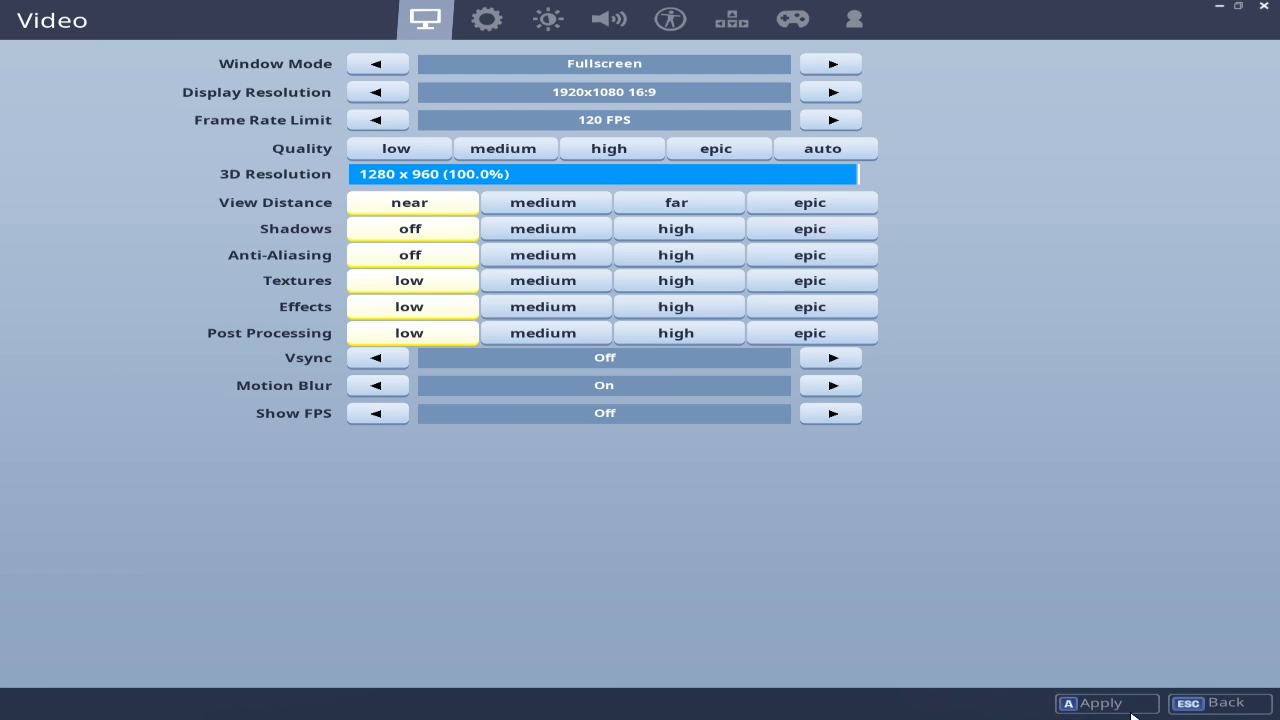 Video
Window Mode Fullscreen
Display Resolution 1920x1080 16:9
Frame Rate Limit 120 FPS
Quality low medium high epic auto
3D Resolution 1280 x 960 (100.0%)
View Distance near medium far epic
Shadows off medium high epic
Anti-Aliasing off medium high epic
Textures low medium high epic
Effects low medium high epic
Post Processing low medium high epic
Vsync Off
Motion Blur On
Show FPS Off
A Apply ESC Back